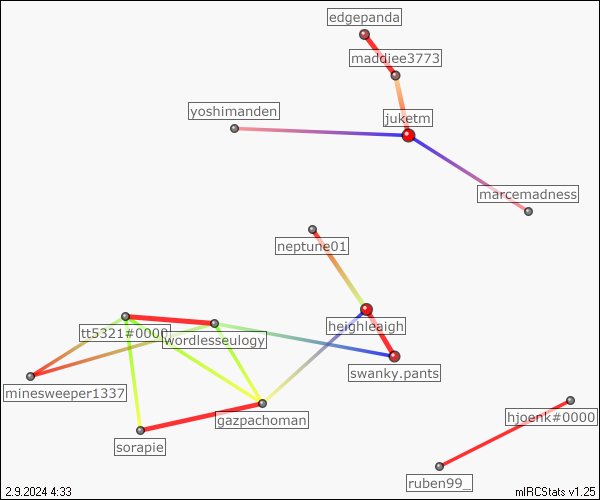 edgepanda
maddiee3773
yoshimanden
juketm
marcemadness
neptune01
heighleaigh
tt5321#0000
wordlesseulogy
swanky.pants
minesweeper1337
gazpachoman
hjoerik#0000
sorapie
ruben99_
2.9.2024 4:33
mIRCStats v1.25